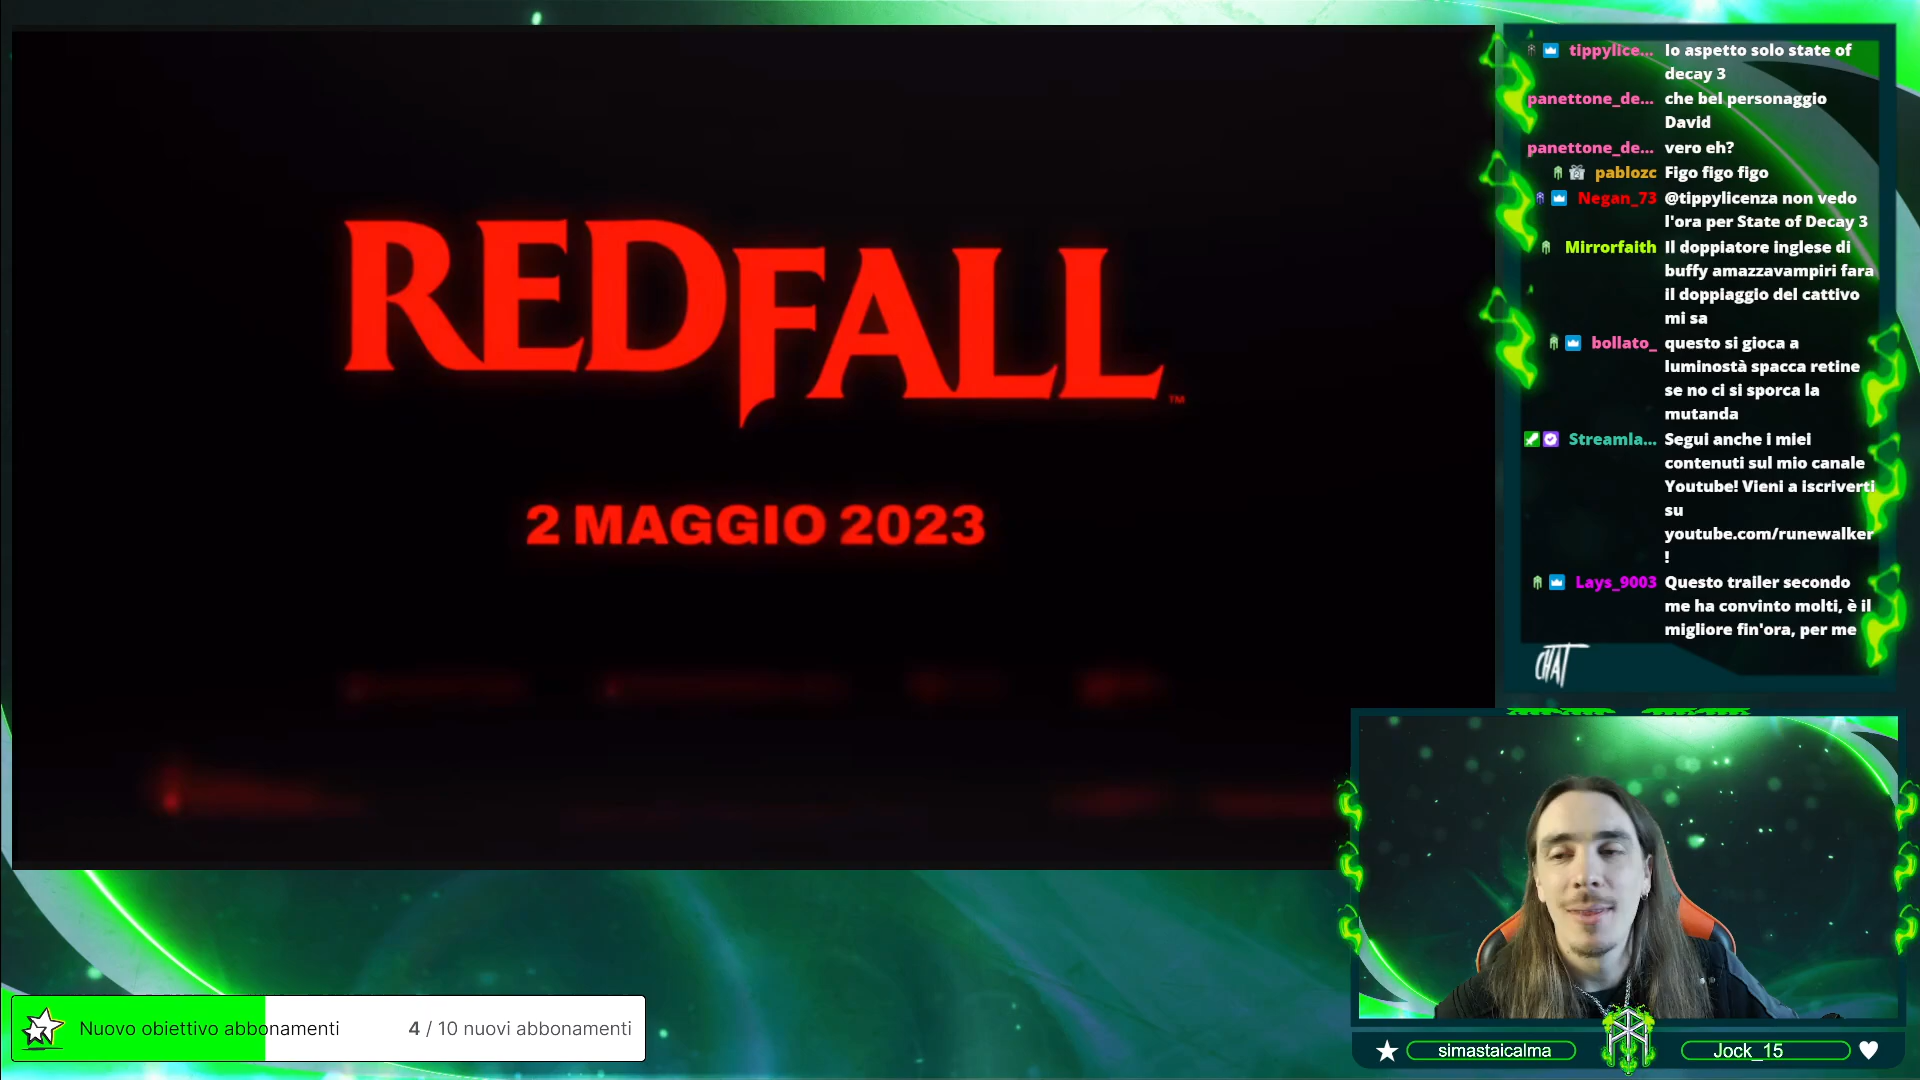 REDFALL™
2 MAGGIO 2023
tippylice... Io aspetto solo state of
decay 3
panettone_de... che bel personaggio
David
panettone_de... vero eh?
pablozc Figo figo figo
Negan_73 @tippylicenza non vedo
l'ora per State of Decay 3
Mirrorfaith Il doppiatore inglese di
buffy amazzavampiri fara
il doppiaggio del cattivo
mi sa
bollato_ questo si gioca a
luminostà spacca retine
se no ci si sporca la
mutanda
Streamla... Segui anche i miei
contenuti sul mio canale
Youtube! Vieni a iscriverti
su
youtube.com/runewalker
!
Lays_9003 Questo trailer secondo
me ha convinto molti, è il
migliore fin'ora, per me
CHAT
Nuovo obiettivo abbonamenti 4 / 10 nuovi abbonamenti
simastaicalma
Jock_15